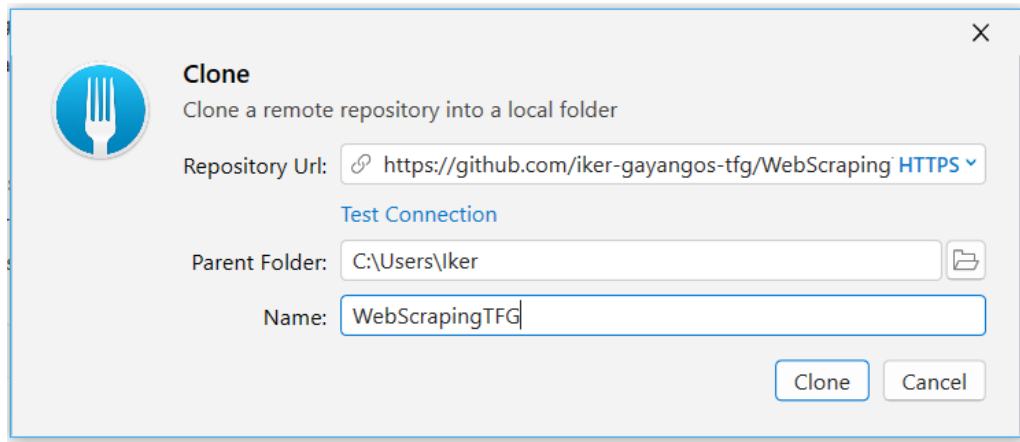 Clone
Clone a remote repository into a local folder
Repository Url: https://github.com/iker-gayangos-tfg/WebScraping HTTPS
Test Connection
Parent Folder: C:\Users\Iker
Name: WebScrapingTFG
Clone Cancel